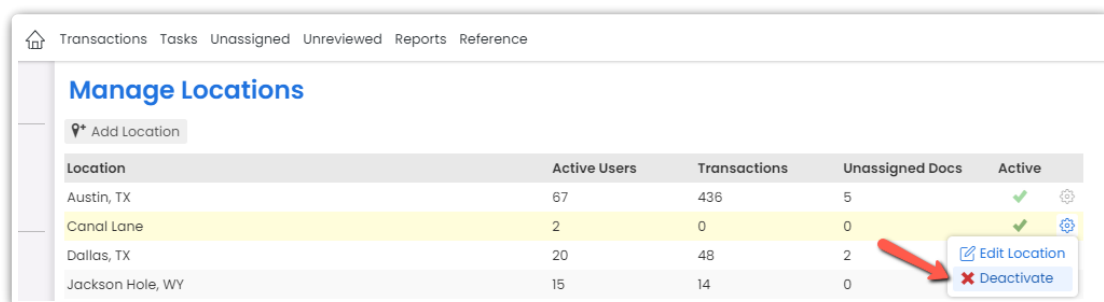 Transactions Tasks Unassigned Unreviewed Reports Reference
Manage Locations
Add Location
Location Active Users Transactions Unassigned Docs Active
Austin, TX 67 436 5
Canal Lane 2 0 0
Dallas, TX 20 48 2
Edit Location
Deactivate
Jackson Hole, WY 15 14 0